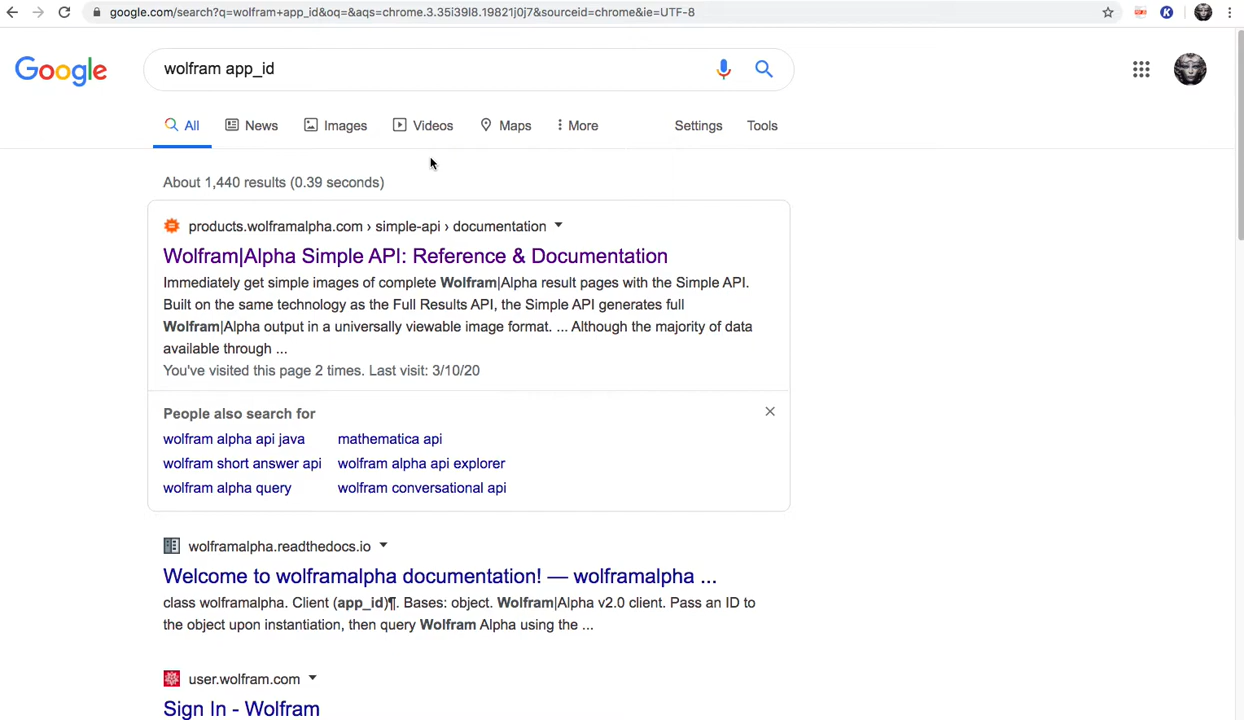 google.com/search?q=wolfram+app_id&oq=&aqs=chrome.3.35i39l8.19821j0j7&sourceid=chrome&ie=UTF-8
K
Google
wolfram app_id
All News Images Videos Maps More Settings Tools
About 1,440 results (0.39 seconds)
products.wolframalpha.com › simple-api › documentation
Wolfram|Alpha Simple API: Reference & Documentation
Immediately get simple images of complete Wolfram|Alpha result pages with the Simple API.
Built on the same technology as the Full Results API, the Simple API generates full
Wolfram|Alpha output in a universally viewable image format. ... Although the majority of data
available through ...
You've visited this page 2 times. Last visit: 3/10/20
People also search for
wolfram alpha api java mathematica api
wolfram short answer api wolfram alpha api explorer
wolfram alpha query wolfram conversational api
wolframalpha.readthedocs.io
Welcome to wolframalpha documentation! — wolframalpha ...
class wolframalpha. Client (app_id)¶. Bases: object. Wolfram|Alpha v2.0 client. Pass an ID to
the object upon instantiation, then query Wolfram Alpha using the ...
user.wolfram.com
Sign In - Wolfram